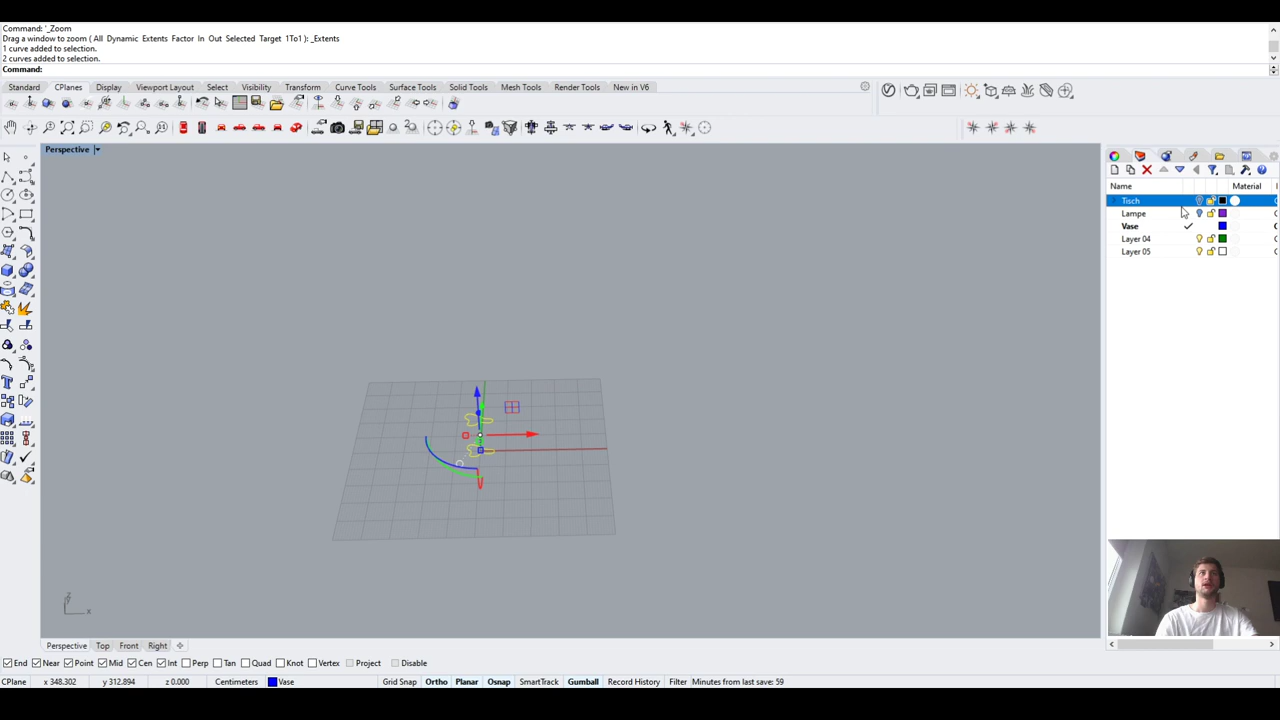 Command: '_Zoom
Drag a window to zoom ( All  Dynamic  Extents  Factor  In  Out  Selected  Target  1To1 ): _Extents
1 curve added to selection.
2 curves added to selection.
Command:
Standard CPlanes Display Viewport Layout Select Visibility Transform Curve Tools Surface Tools Solid Tools Mesh Tools Render Tools New in V6
Perspective
Name Material
Tisch
Lampe
Vase
Layer 04
Layer 05
z x
Perspective Top Front Right
End Near Point Mid Cen Int Perp Tan Quad Knot Vertex Project Disable
CPlane x 348.302 y 312.894 z 0.000 Centimeters Vase Grid Snap Ortho Planar Osnap SmartTrack Gumball Record History Filter Minutes from last save: 59